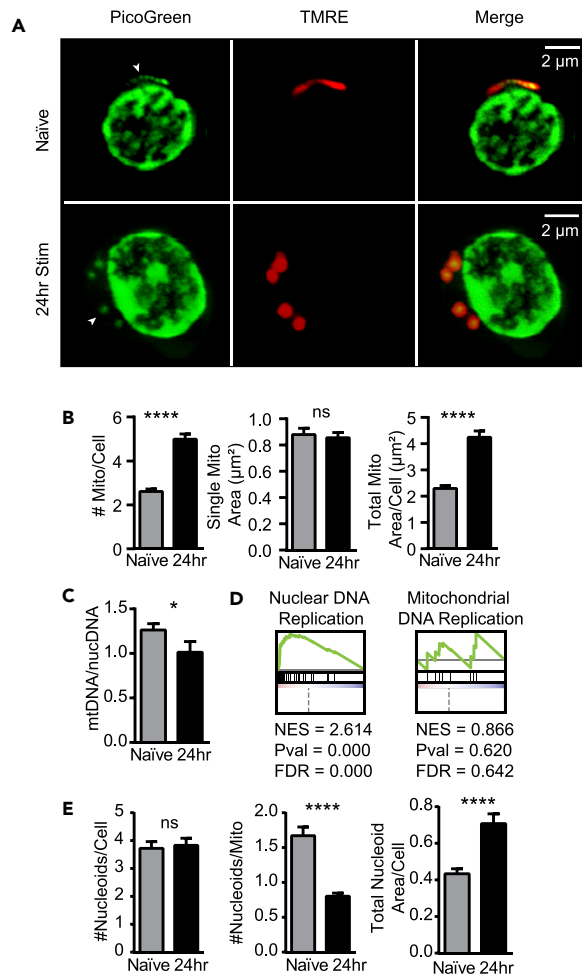 A
PicoGreen TMRE Merge
Naïve
2 µm
24hr Stim
2 µm
B
# Mito/Cell
6
4
2
0
****
Naïve 24hr
Single Mito
Area (µm²)
1.0
0.8
0.6
0.4
0.2
0.0
ns
Naïve 24hr
Total Mito
Area/Cell (µm²)
5
4
3
2
1
0
****
Naïve 24hr
C
mtDNA/nucDNA
1.5
1.0
0.5
0.0
*
Naïve 24hr
D
Nuclear DNA
Replication
NES = 2.614
Pval = 0.000
FDR = 0.000
Mitochondrial
DNA Replication
NES = 0.866
Pval = 0.620
FDR = 0.642
E
#Nucleoids/Cell
5
4
3
2
1
0
ns
Naïve 24hr
#Nucleoids/Mito
2.0
1.5
1.0
0.5
0.0
****
Naïve 24hr
Total Nucleoid
Area/Cell
0.8
0.6
0.4
0.2
0.0
****
Naïve 24hr